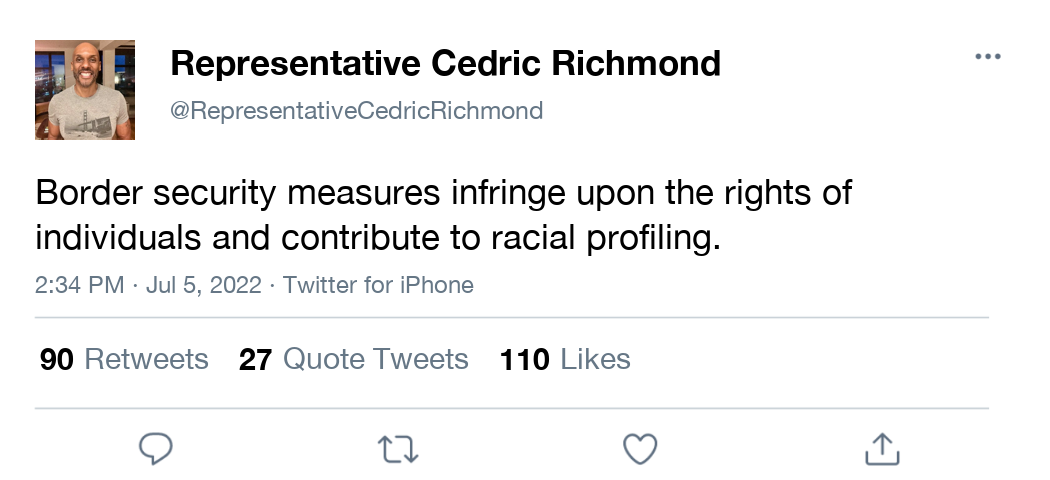 Representative Cedric Richmond
@RepresentativeCedricRichmond
Border security measures infringe upon the rights of
individuals and contribute to racial profiling.
2:34 PM · Jul 5, 2022 · Twitter for iPhone
90 Retweets 27 Quote Tweets 110 Likes